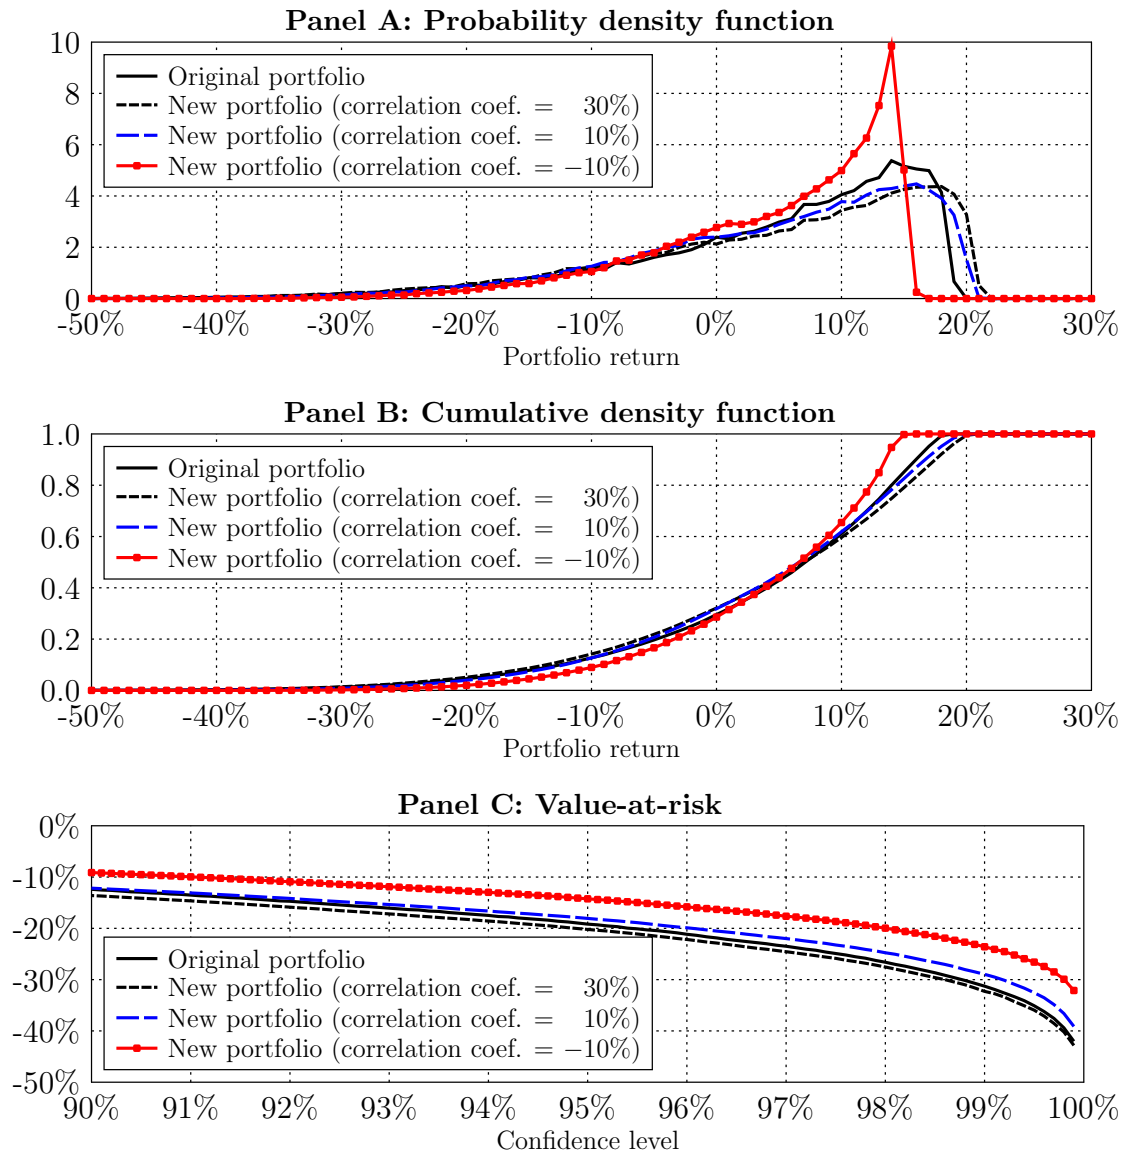 Panel A: Probability density function
10
8
6
4
2
0
Original portfolio
New portfolio (correlation coef. = 30%)
New portfolio (correlation coef. = 10%)
New portfolio (correlation coef. = −10%)
-50% -40% -30% -20% -10% 0% 10% 20% 30%
Portfolio return
Panel B: Cumulative density function
1.0
0.8
0.6
0.4
0.2
0.0
Original portfolio
New portfolio (correlation coef. = 30%)
New portfolio (correlation coef. = 10%)
New portfolio (correlation coef. = −10%)
-50% -40% -30% -20% -10% 0% 10% 20% 30%
Portfolio return
Panel C: Value-at-risk
0%
-10%
-20%
-30%
-40%
-50%
Original portfolio
New portfolio (correlation coef. = 30%)
New portfolio (correlation coef. = 10%)
New portfolio (correlation coef. = −10%)
90% 91% 92% 93% 94% 95% 96% 97% 98% 99% 100%
Confidence level